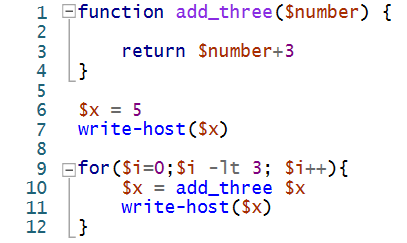 1 function add_three($number) {
2
3     return $number+3
4 }
5
6 $x = 5
7 write-host($x)
8
9 for($i=0;$i -lt 3; $i++){
10     $x = add_three $x
11     write-host($x)
12 }